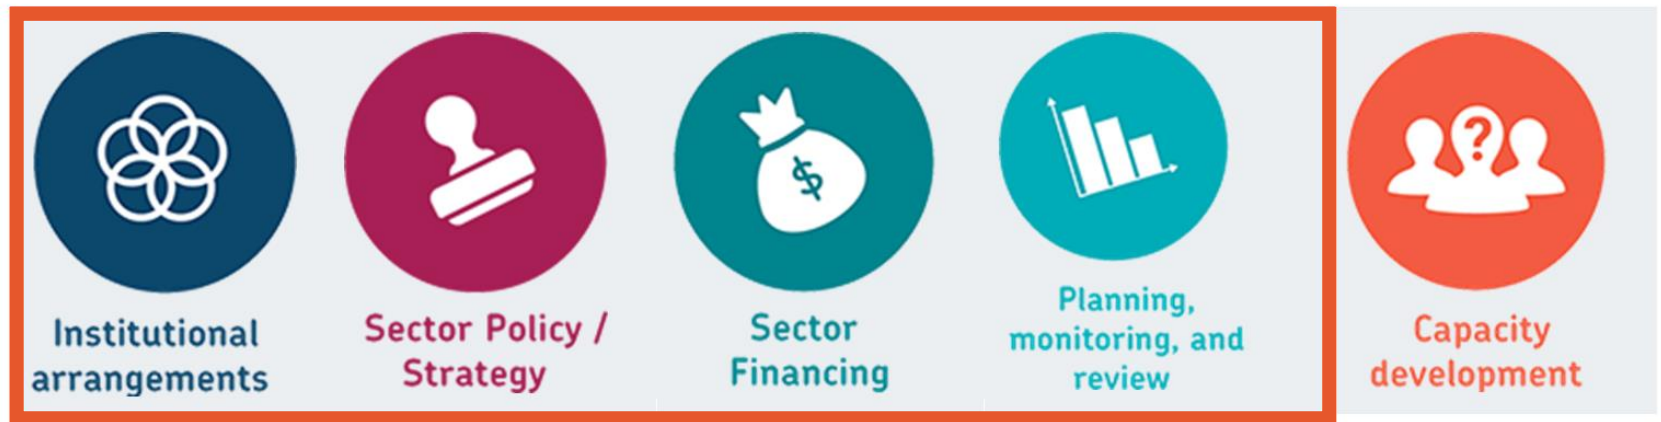 Institutional
arrangements
Sector Policy /
Strategy
$
Sector
Financing
Planning,
monitoring, and
review
?
Capacity
development